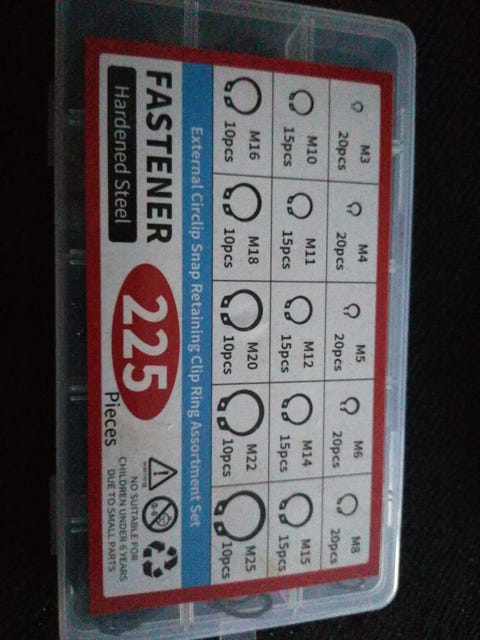 FASTENER
Hardened Steel
225
Pieces
warning
NO SUITABLE FOR
CHILDREN UNDER 6 YEARS
DUE TO SMALL PARTS
External Circlip Snap Retaining Clip Ring Assortment Set
M16 M18 M20 M22 M25
10pcs 10pcs 10pcs 10pcs 10pcs
M10 M11 M12 M14 M15
15pcs 15pcs 15pcs 15pcs 15pcs
M3 M4 M5 M6 M8
20pcs 20pcs 20pcs 20pcs 20pcs